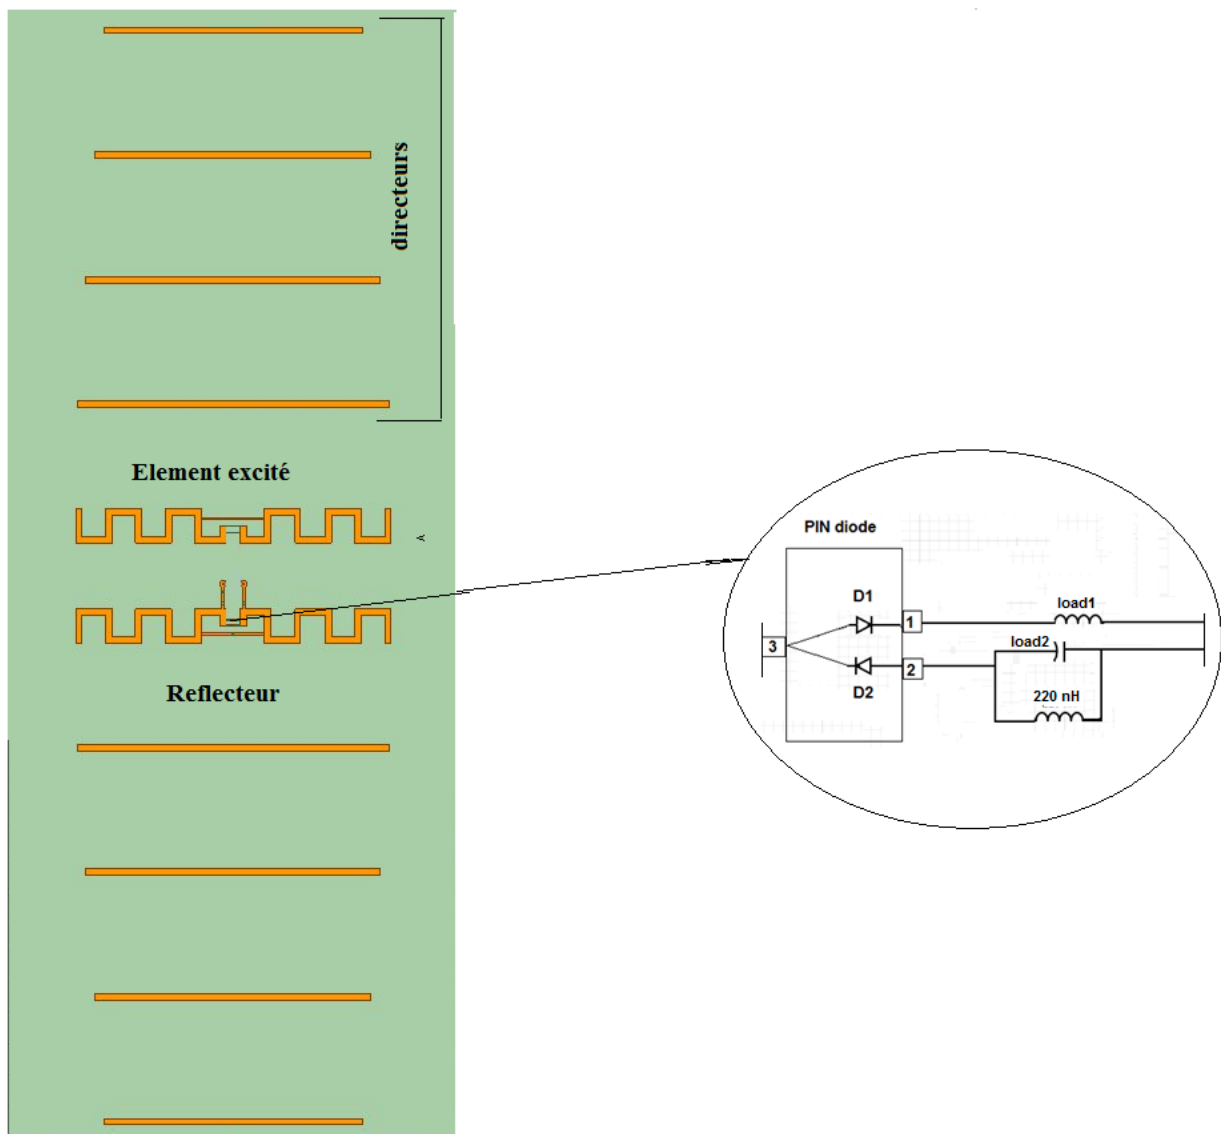 directeurs
Element excité
A
Reflecteur
PIN diode
D1
1
load1
3
load2
D2
2
220 nH